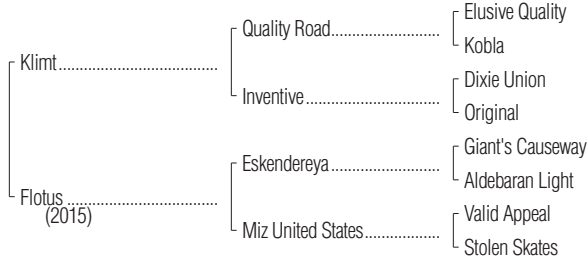 Elusive Quality
Quality Road..................................
Kobla
Klimt.....................................
Dixie Union
Inventive.........................................
Original
Giant's Causeway
Eskendereya..................................
Aldebaran Light
Flotus...................................
(2015)
Valid Appeal
Miz United States.................
Stolen Skates